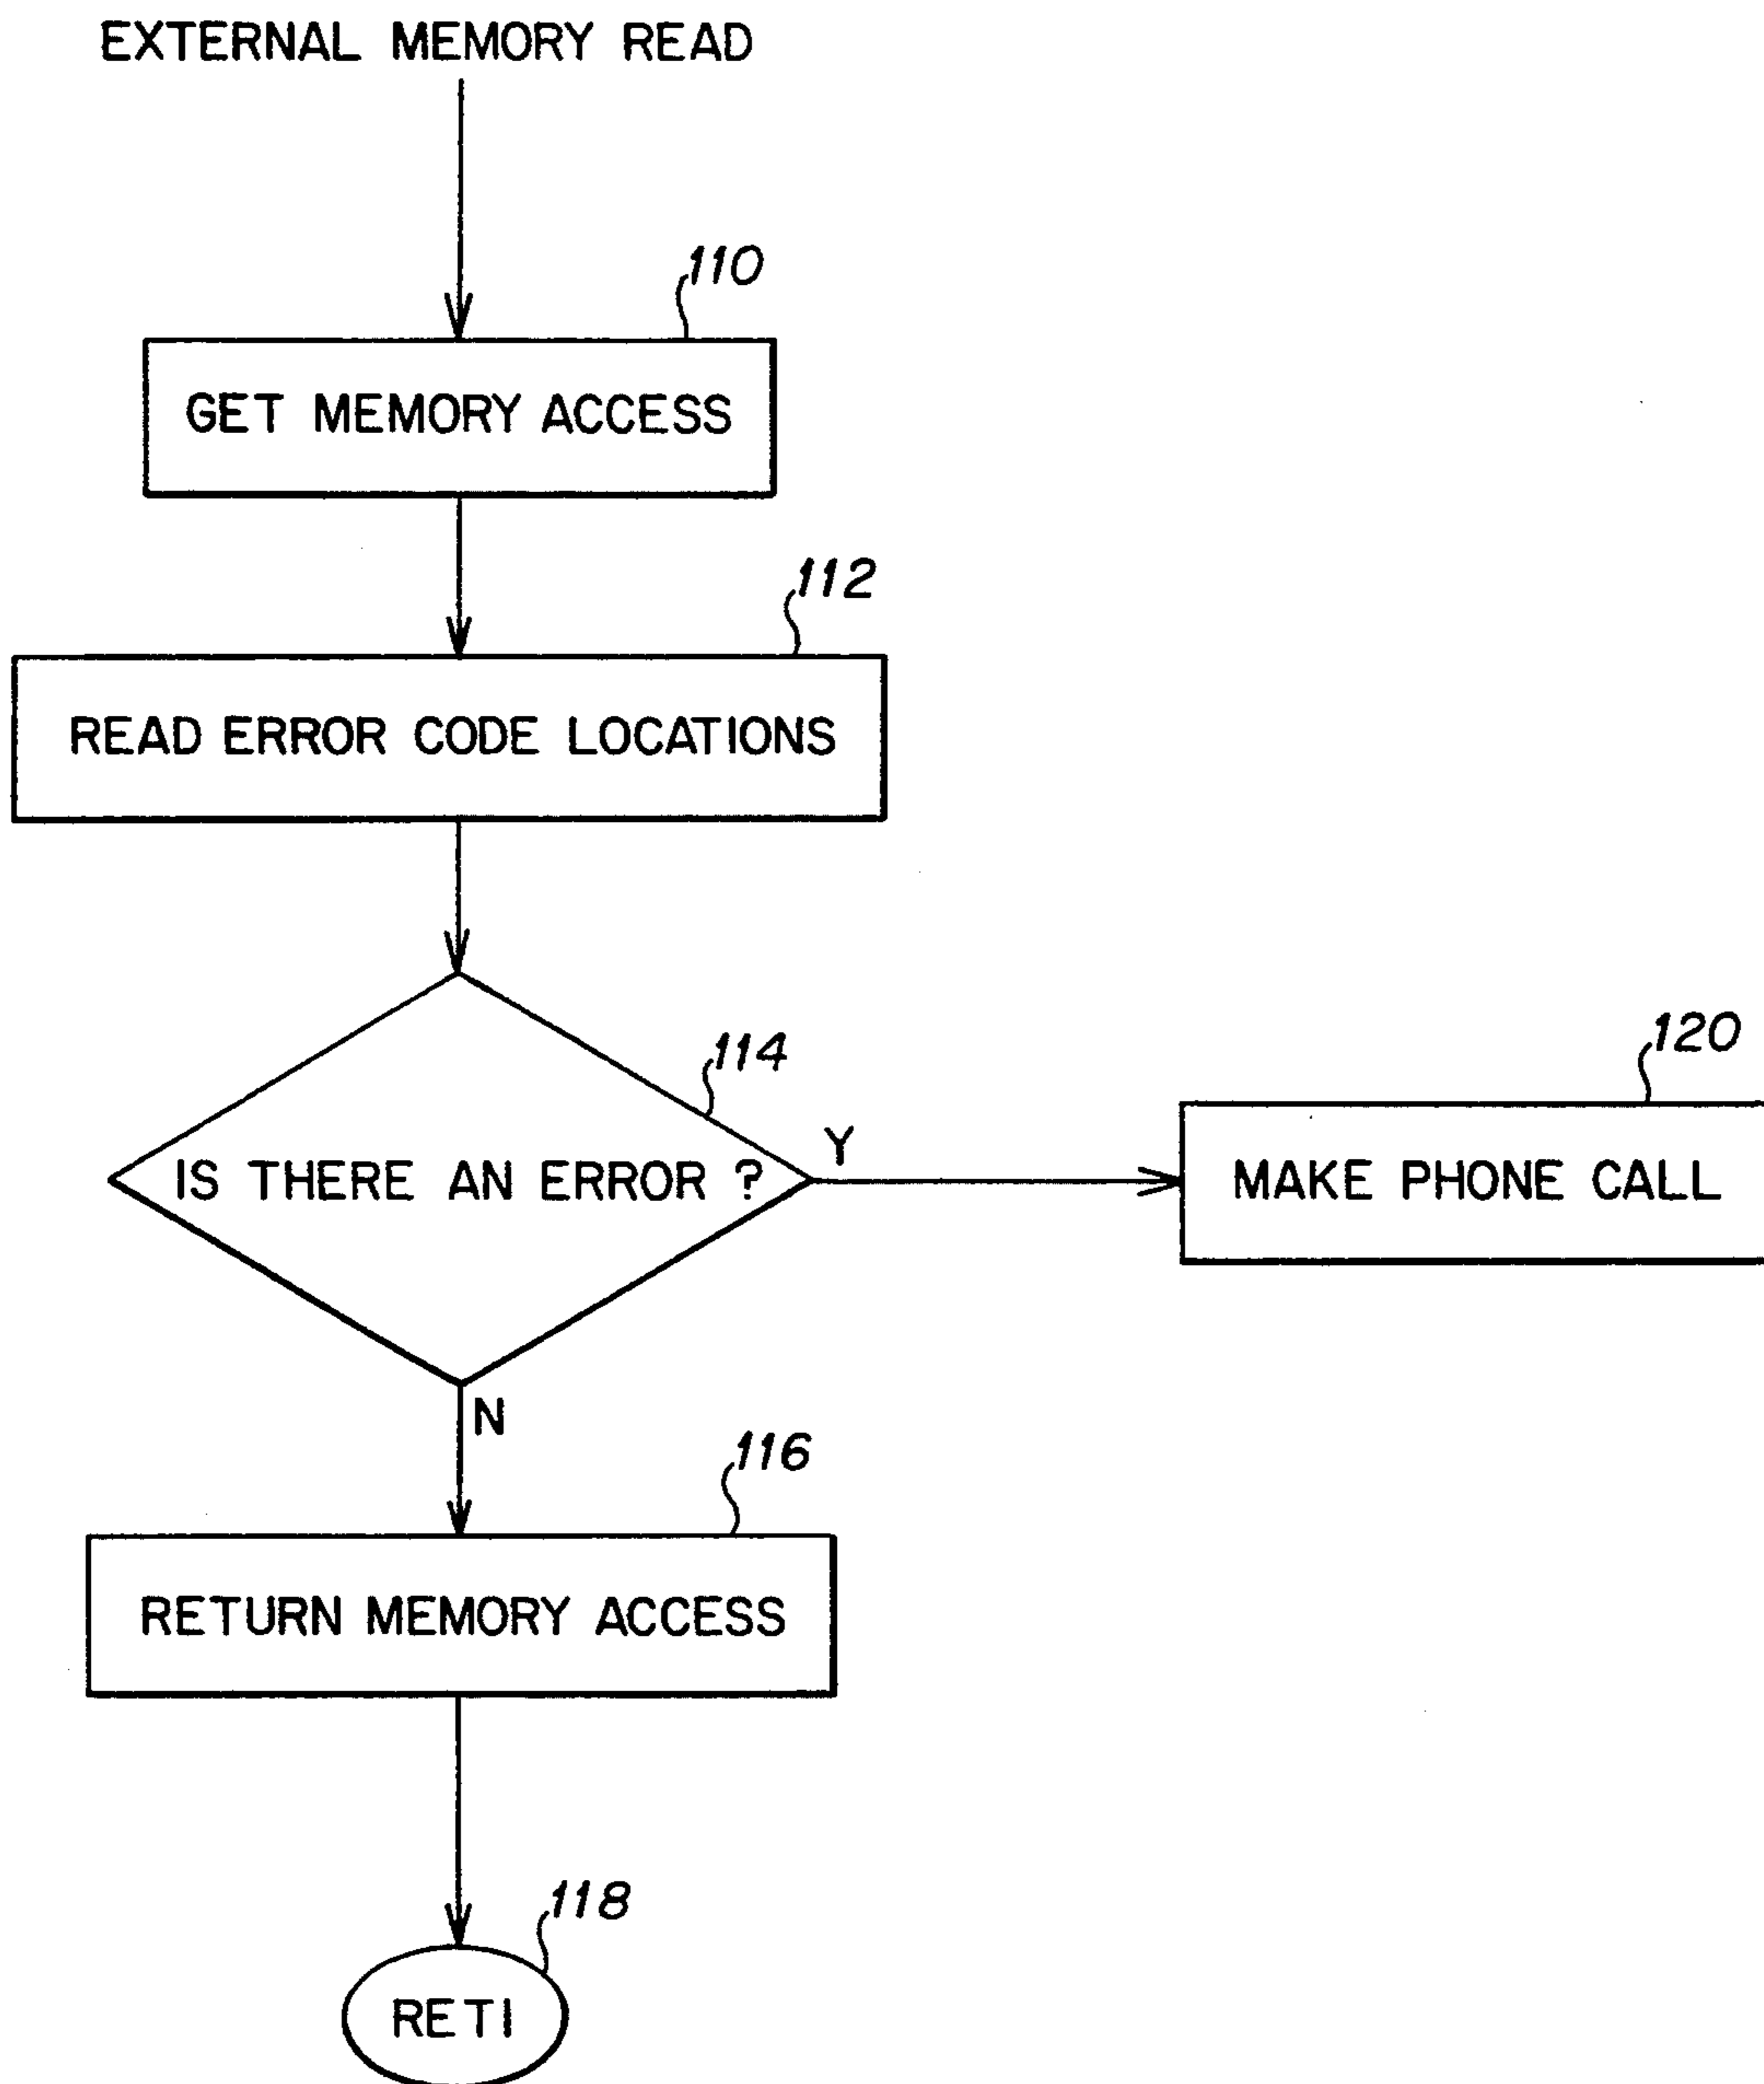 EXTERNAL MEMORY READ
110
GET MEMORY ACCESS
112
READ ERROR CODE LOCATIONS
114
IS THERE AN ERROR ?
Y
120
MAKE PHONE CALL
N
116
RETURN MEMORY ACCESS
118
RETI